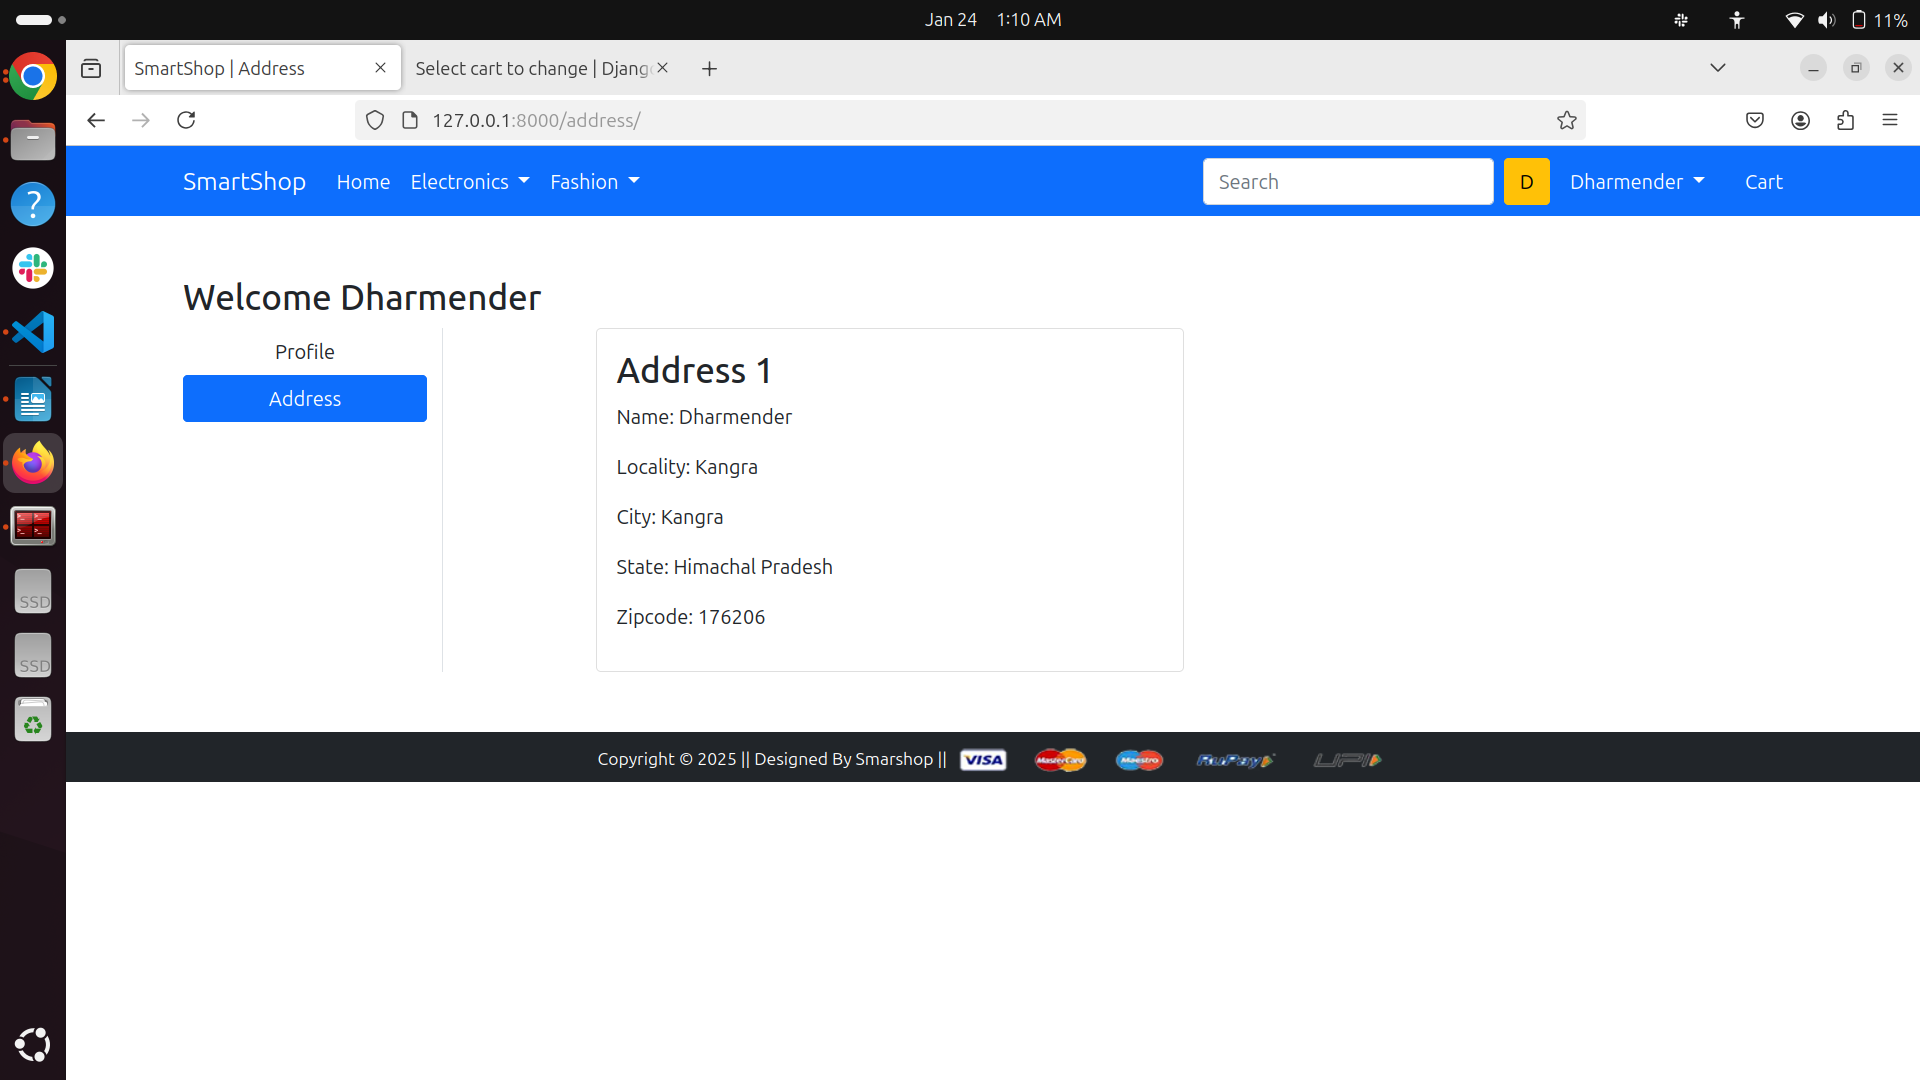 Jan 24 1:10 AM
11%
SmartShop | Address
Select cart to change | Djang
127.0.0.1:8000/address/
SmartShop
Home
Electronics
Fashion
Search
D
Dharmender
Cart
Welcome Dharmender
Profile
Address
Address 1
Name: Dharmender
Locality: Kangra
City: Kangra
State: Himachal Pradesh
Zipcode: 176206
SSD
SSD
Copyright © 2025 || Designed By Smarshop ||
VISA
MasterCard
Maestro
RuPay
UPI